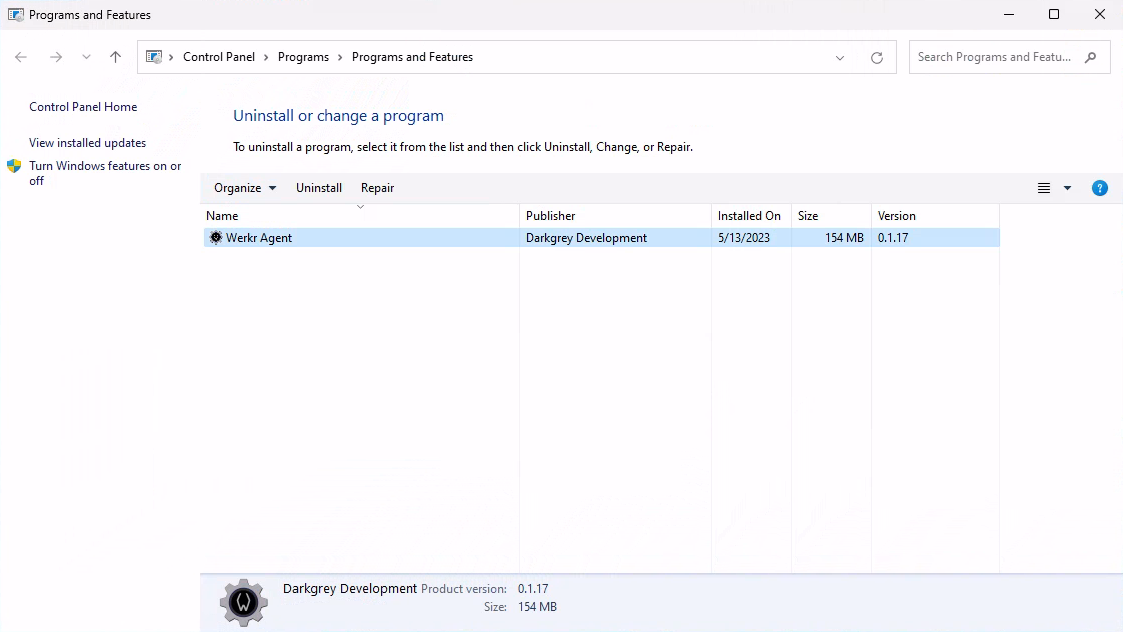 Programs and Features
Control Panel Programs Programs and Features
Search Programs and Featu...
Control Panel Home
View installed updates
Turn Windows features on or
off
Uninstall or change a program
To uninstall a program, select it from the list and then click Uninstall, Change, or Repair.
Organize Uninstall Repair
?
Name Publisher Installed On Size Version
Werkr Agent Darkgrey Development 5/13/2023 154 MB 0.1.17
Darkgrey Development Product version: 0.1.17
Size: 154 MB